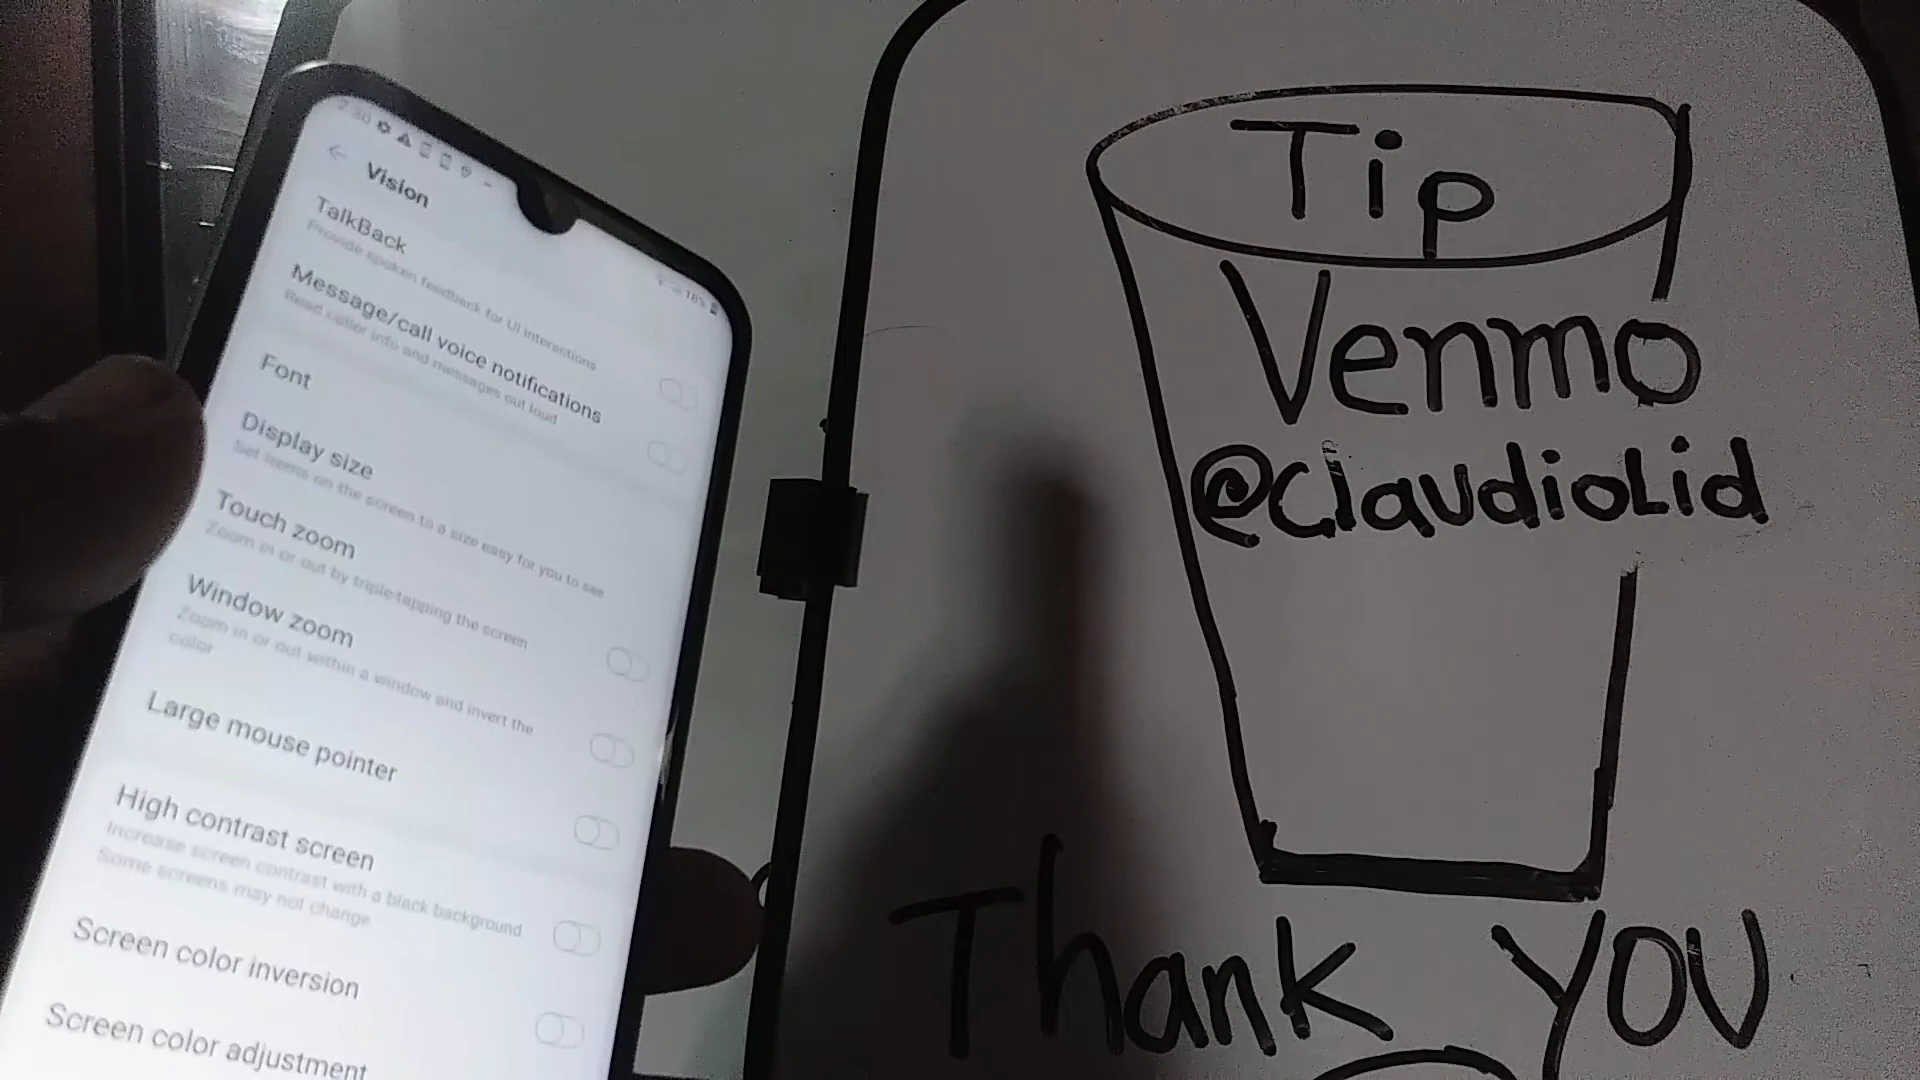 2:30
18%
Vision
TalkBack
Provide spoken feedback for UI interactions
Message/call voice notifications
Read caller info and messages out loud
Font
Display size
Set items on the screen to a size easy for you to see
Touch zoom
Zoom in or out by triple-tapping the screen
Window zoom
Zoom in or out within a window and invert the
color
Large mouse pointer
High contrast screen
Increase screen contrast with a black background
Some screens may not change
Screen color inversion
Screen color adjustment
Tip
Venmo
@ClaudioLid
Thank YOU